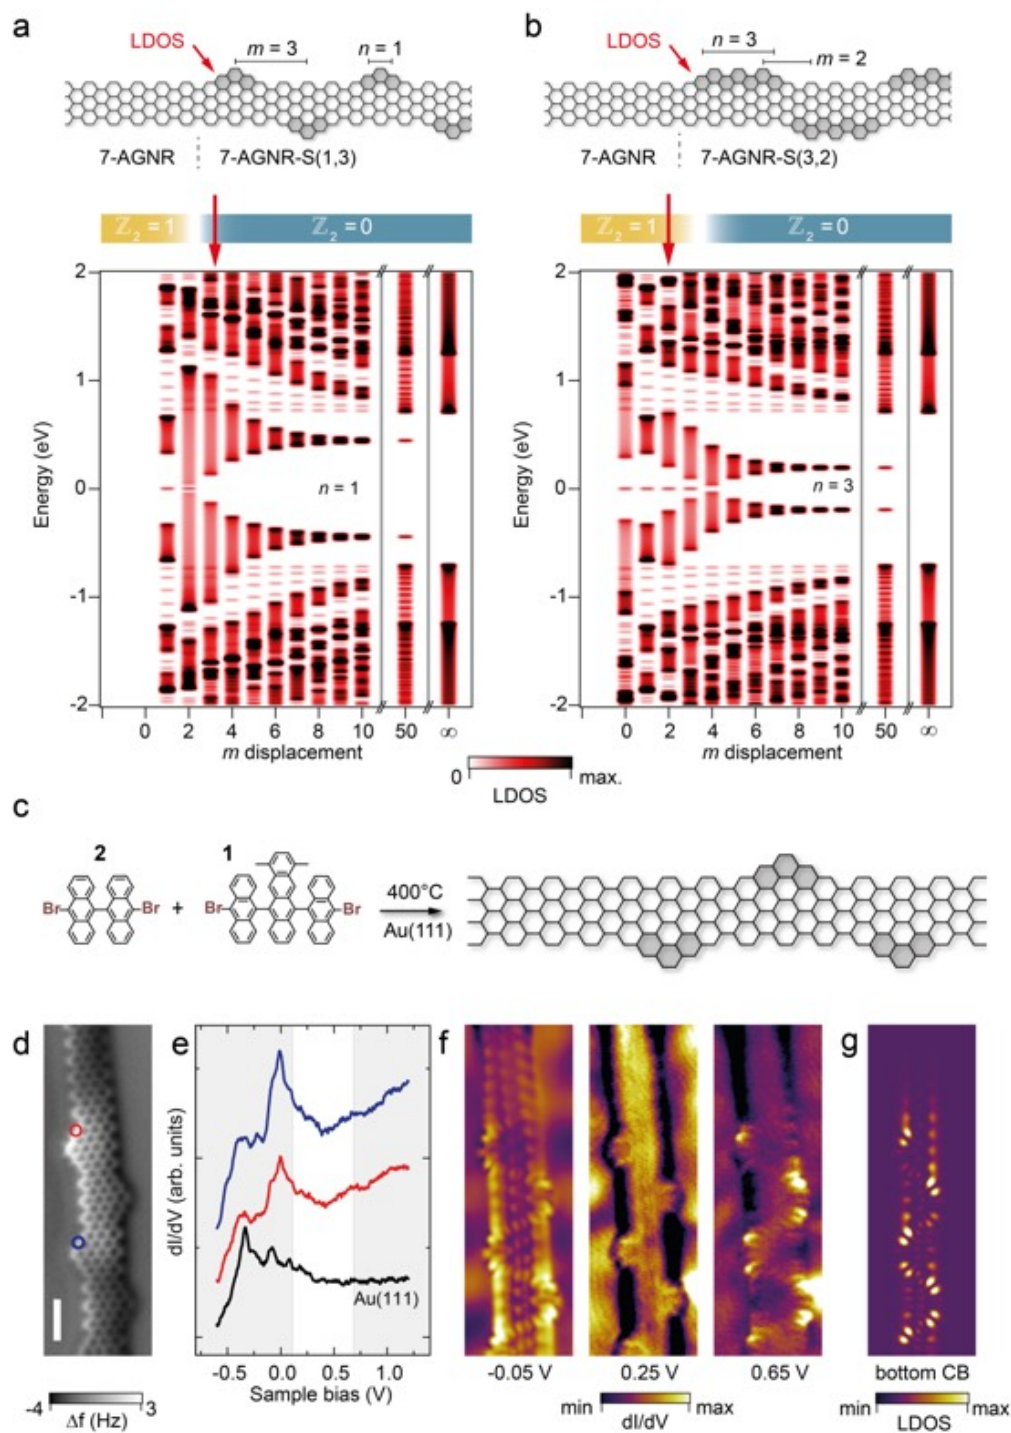 a
LDOS
m = 3
n = 1
7-AGNR
7-AGNR-S(1,3)
ℤ₂ = 1
ℤ₂ = 0
2
1
0
-1
-2
Energy (eV)
n = 1
0 2 4 6 8 10 50 ∞
m displacement
b
LDOS
n = 3
m = 2
7-AGNR
7-AGNR-S(3,2)
ℤ₂ = 1
ℤ₂ = 0
2
1
0
-1
-2
Energy (eV)
n = 3
0 2 4 6 8 10 50 ∞
m displacement
0 max.
LDOS
c
2
1
Br Br + Br Br
400°C
Au(111)
d
-4 3
Δf (Hz)
e
dI/dV (arb. units)
Au(111)
-0.5 0.0 0.5 1.0
Sample bias (V)
f
-0.05 V 0.25 V 0.65 V
min max
dI/dV
g
bottom CB
min max
LDOS